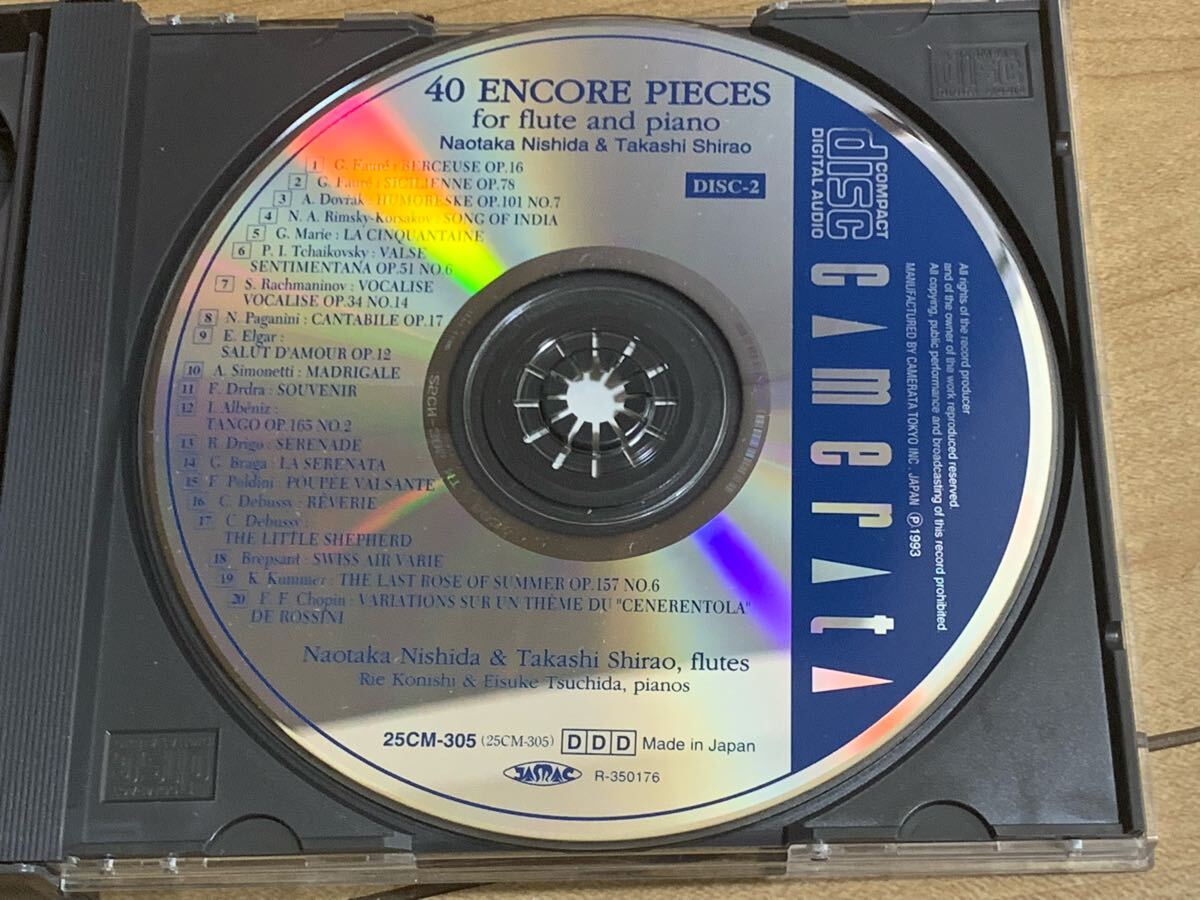 40 ENCORE PIECES
for flute and piano
Naotaka Nishida & Takashi Shirao
DISC-2
1 G. Fauré : BERCEUSE OP.16
2 G. Fauré : SICILIENNE OP.78
3 A. Dovrak : HUMORESKE OP.101 NO.7
4 N. A. Rimsky-Korsakov : SONG OF INDIA
5 G. Marie : LA CINQUANTAINE
6 P. I. Tchaikovsky : VALSE
SENTIMENTANA OP.51 NO.6
7 S. Rachmaninov : VOCALISE
VOCALISE OP.34 NO.14
8 N. Paganini : CANTABILE OP.17
9 E. Elgar :
SALUT D'AMOUR OP.12
10 A. Simonetti : MADRIGALE
11 F. Drdra : SOUVENIR
12 I. Albéniz :
TANGO OP.165 NO.2
13 R. Drigo : SERENADE
14 G. Braga : LA SERENATA
15 F. Poldini : POUPÉE VALSANTE
16 C. Debussy : RÊVERIE
17 C. Debussy :
THE LITTLE SHEPHERD
18 Brepsant : SWISS AIR VARIE
19 K. Kummer : THE LAST ROSE OF SUMMER OP.157 NO.6
20 F. F. Chopin : VARIATIONS SUR UN THÈME DU "CENERENTOLA"
DE ROSSINI
Naotaka Nishida & Takashi Shirao, flutes
Rie Konishi & Eisuke Tsuchida, pianos
25CM-305 (25CM-305) DDD Made in Japan
JASRAC R-350176
COMPACT
disc
DIGITAL AUDIO
camerata
All rights of the record producer
and of the owner of the work reproduced reserved.
All copying, public performance and broadcasting of this record prohibited.
MANUFACTURED BY CAMERATA TOKYO INC., JAPAN Ⓟ1993